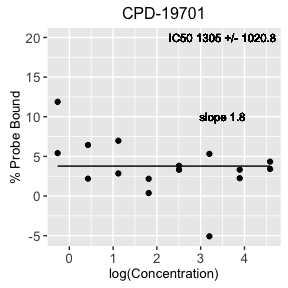 CPD-19701
IC50 1305 +/- 1020.8
slope 1.8
% Probe Bound
20
15
10
5
0
-5
0 1 2 3 4
log(Concentration)